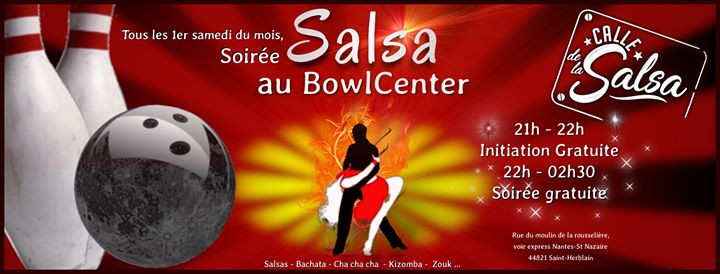 Tous les 1er samedi du mois,
Soirée Salsa
au BowlCenter
CALLE
de la
Salsa
21h - 22h
Initiation Gratuite
22h - 02h30
Soirée gratuite
Rue du moulin de la rousselière,
voie express Nantes-St Nazaire
44821 Saint-Herblain
Salsas - Bachata - Cha cha cha - Kizomba - Zouk ...